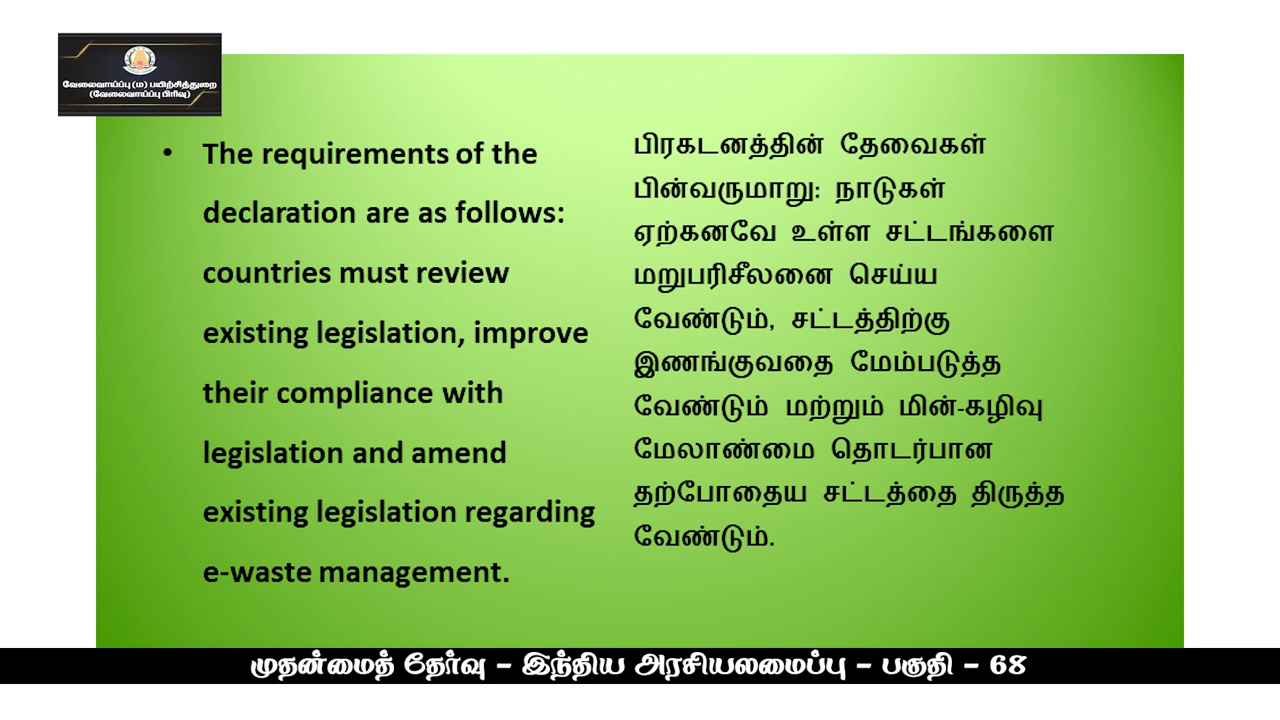 வேலைவாய்ப்பு (ம) பயிற்சித்துறை
(வேலைவாய்ப்பு பிரிவு)
• The requirements of the
declaration are as follows:
countries must review
existing legislation, improve
their compliance with
legislation and amend
existing legislation regarding
e-waste management.
பிரகடனத்தின் தேவைகள்
பின்வருமாறு: நாடுகள்
ஏற்கனவே உள்ள சட்டங்களை
மறுபரிசீலனை செய்ய
வேண்டும், சட்டத்திற்கு
இணங்குவதை மேம்படுத்த
வேண்டும் மற்றும் மின்-கழிவு
மேலாண்மை தொடர்பான
தற்போதைய சட்டத்தை திருத்த
வேண்டும்.
முதன்மைத் தேர்வு – இந்திய அரசியலமைப்பு – பகுதி – 68